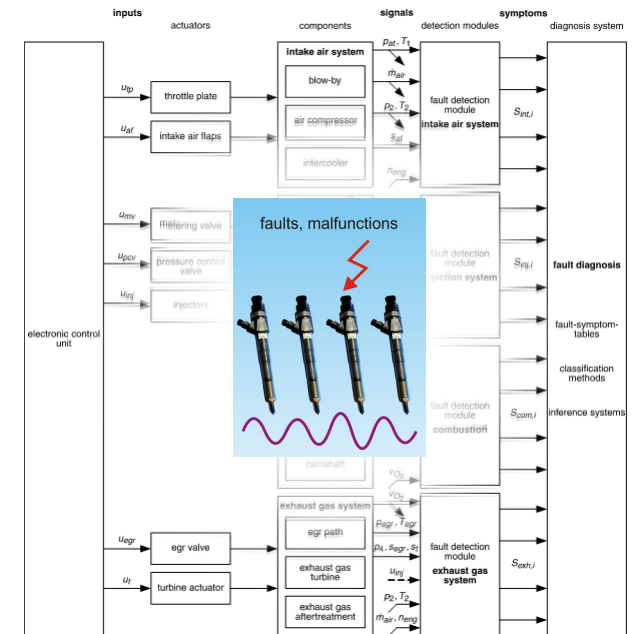 inputs
actuators
components
signals
detection modules
symptoms
diagnosis system
electronic control
unit
u_tp
throttle plate
u_af
intake air flaps
u_mv
metering valve
u_pcv
pressure control
valve
u_inj
injectors
u_egr
egr valve
u_t
turbine actuator
intake air system
blow-by
air compressor
intercooler
faults, malfunctions
camshaft
exhaust gas system
egr path
exhaust gas
turbine
exhaust gas
aftertreatment
p_at, T_1
ṁ_air
p_2, T_2
s_af
n_eng
v_O2
v_O2
p_egr, T_egr
p_4, s_egr, s_t
u_inj
p_2, T_2
ṁ_air, n_eng
fault detection
module
intake air system
fault detection
module
injection system
fault detection
module
combustion
fault detection
module
exhaust gas
system
S_int,i
S_inj,i
S_com,i
S_exh,i
fault diagnosis
fault-symptom-
tables
classification
methods
inference systems